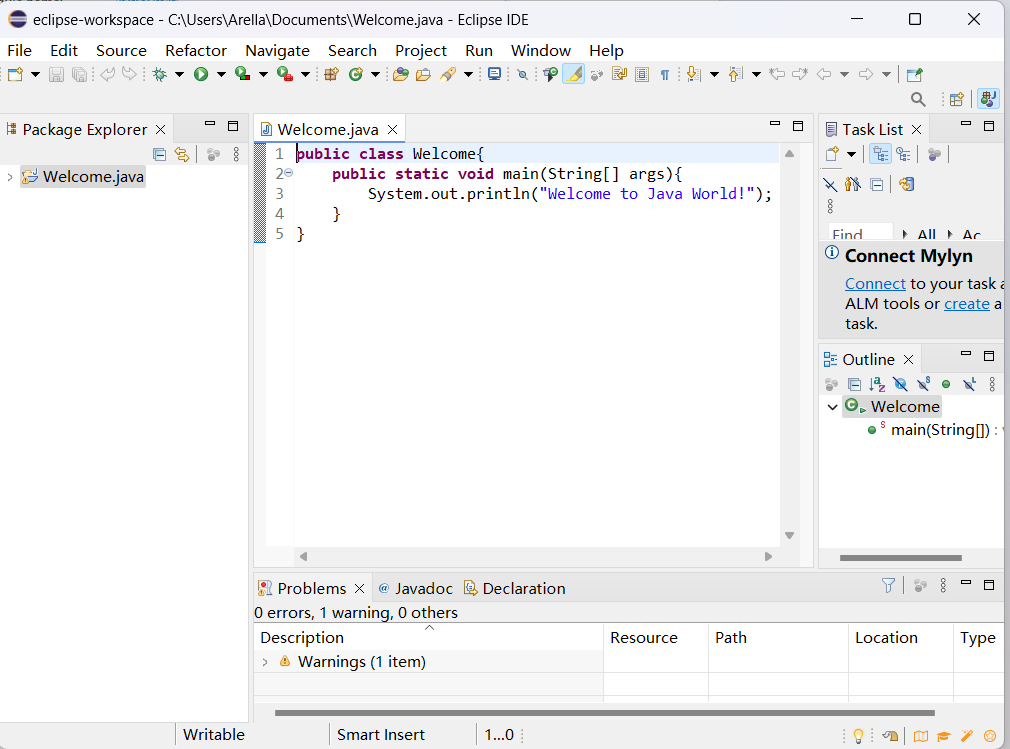 eclipse-workspace - C:\Users\Arella\Documents\Welcome.java - Eclipse IDE
File Edit Source Refactor Navigate Search Project Run Window Help
Package Explorer
Welcome.java
Welcome.java
1 public class Welcome{
2 public static void main(String[] args){
3 System.out.println("Welcome to Java World!");
4 }
5 }
Task List
Find All Ac
Connect Mylyn
Connect to your task a
ALM tools or create a
task.
Outline
Welcome
main(String[]) :
Problems Javadoc Declaration
0 errors, 1 warning, 0 others
Description Resource Path Location Type
Warnings (1 item)
Writable Smart Insert 1...0